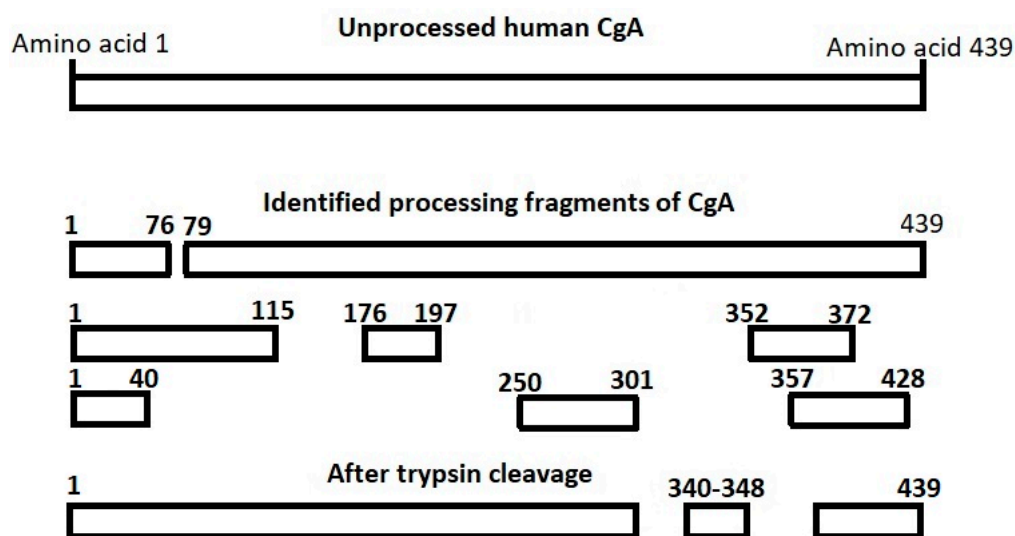 Unprocessed human CgA
Amino acid 1 Amino acid 439
Identified processing fragments of CgA
1 76 79 439
1 115 176 197 352 372
1 40 250 301 357 428
After trypsin cleavage
1 340-348 439